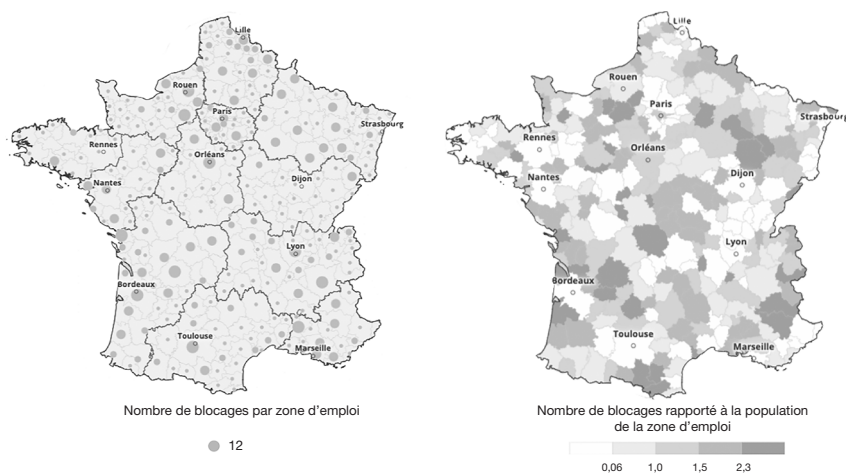 Lille
Rouen
Paris
Strasbourg
Rennes
Orléans
Nantes
Dijon
Lyon
Bordeaux
Toulouse
Marseille
Nombre de blocages par zone d’emploi
12
Lille
Rouen
Paris
Strasbourg
Rennes
Orléans
Nantes
Dijon
Lyon
Bordeaux
Toulouse
Marseille
Nombre de blocages rapporté à la population
de la zone d’emploi
0,06 1,0 1,5 2,3